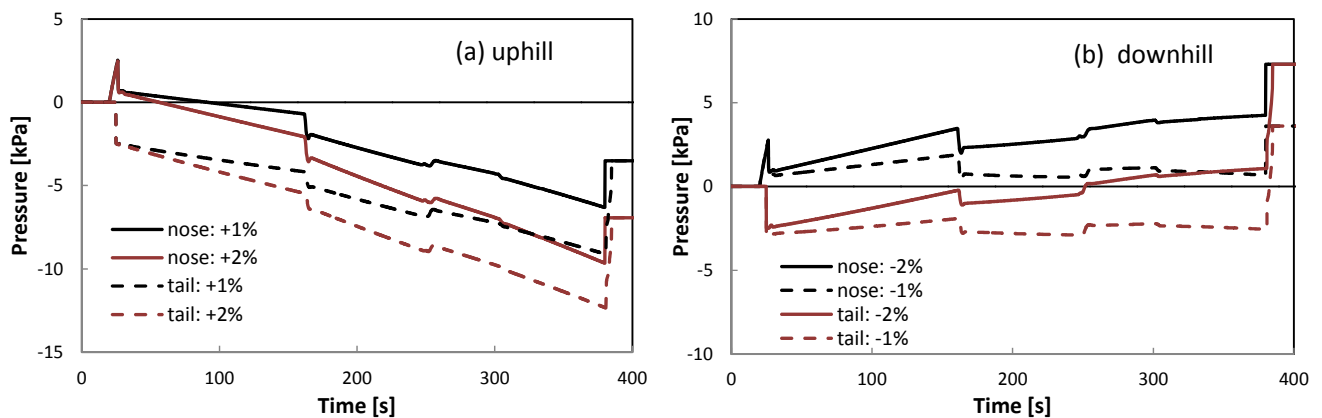 (a) uphill
Pressure [kPa]
5
0
-5
-10
-15
nose: +1%
nose: +2%
tail: +1%
tail: +2%
0
100
200
300
400
Time [s]
(b) downhill
Pressure [kPa]
10
5
0
-5
-10
nose: -2%
nose: -1%
tail: -2%
tail: -1%
0
100
200
300
400
Time [s]